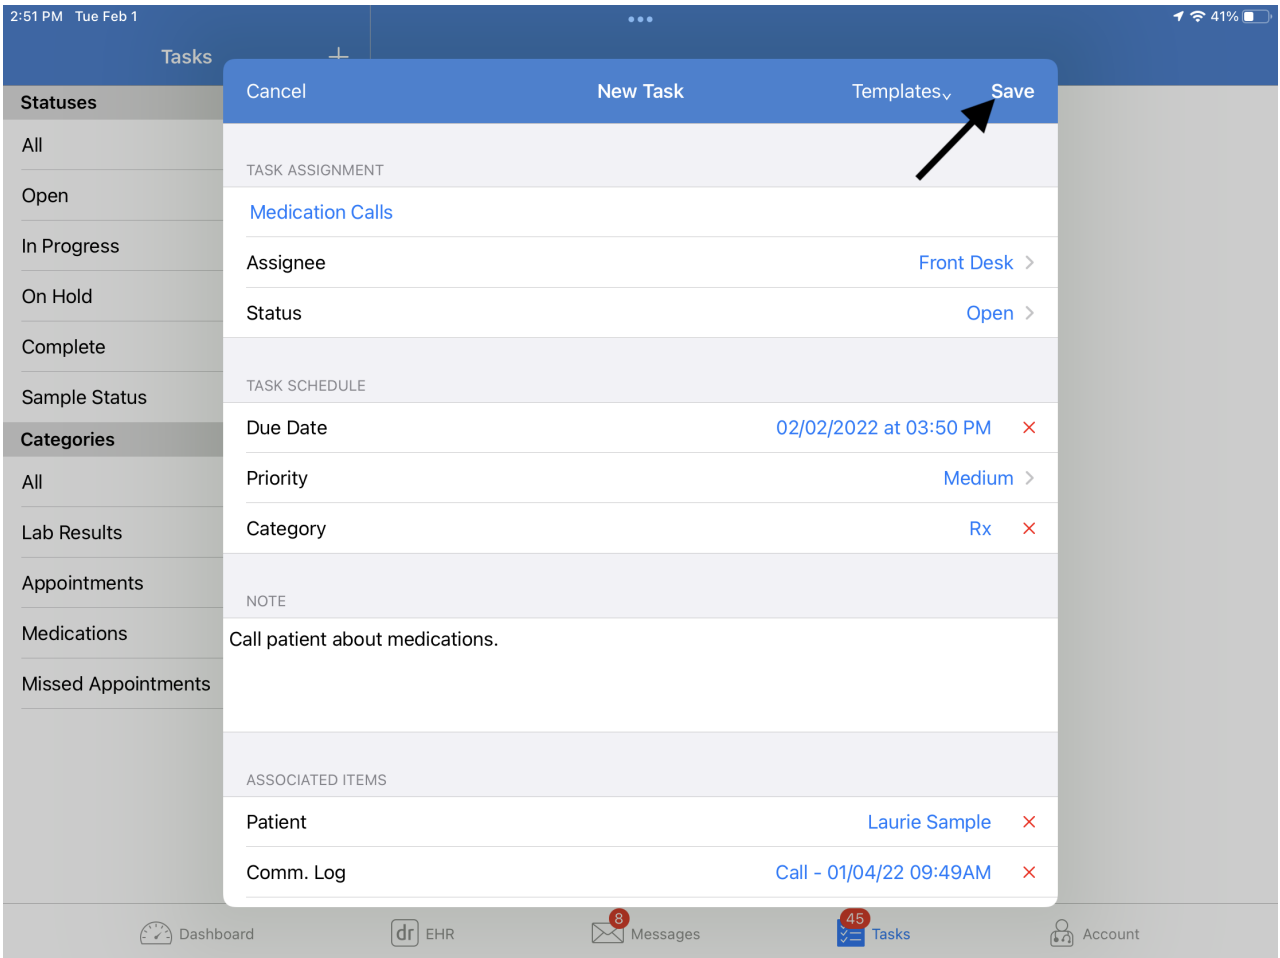 2:51 PM Tue Feb 1
41%
Tasks
Statuses
All
Open
In Progress
On Hold
Complete
Sample Status
Categories
All
Lab Results
Appointments
Medications
Missed Appointments
Cancel New Task Templates Save
TASK ASSIGNMENT
Medication Calls
Assignee Front Desk
Status Open
TASK SCHEDULE
Due Date 02/02/2022 at 03:50 PM
Priority Medium
Category Rx
NOTE
Call patient about medications.
ASSOCIATED ITEMS
Patient Laurie Sample
Comm. Log Call - 01/04/22 09:49AM
Dashboard dr EHR 8 Messages 45 Tasks Account